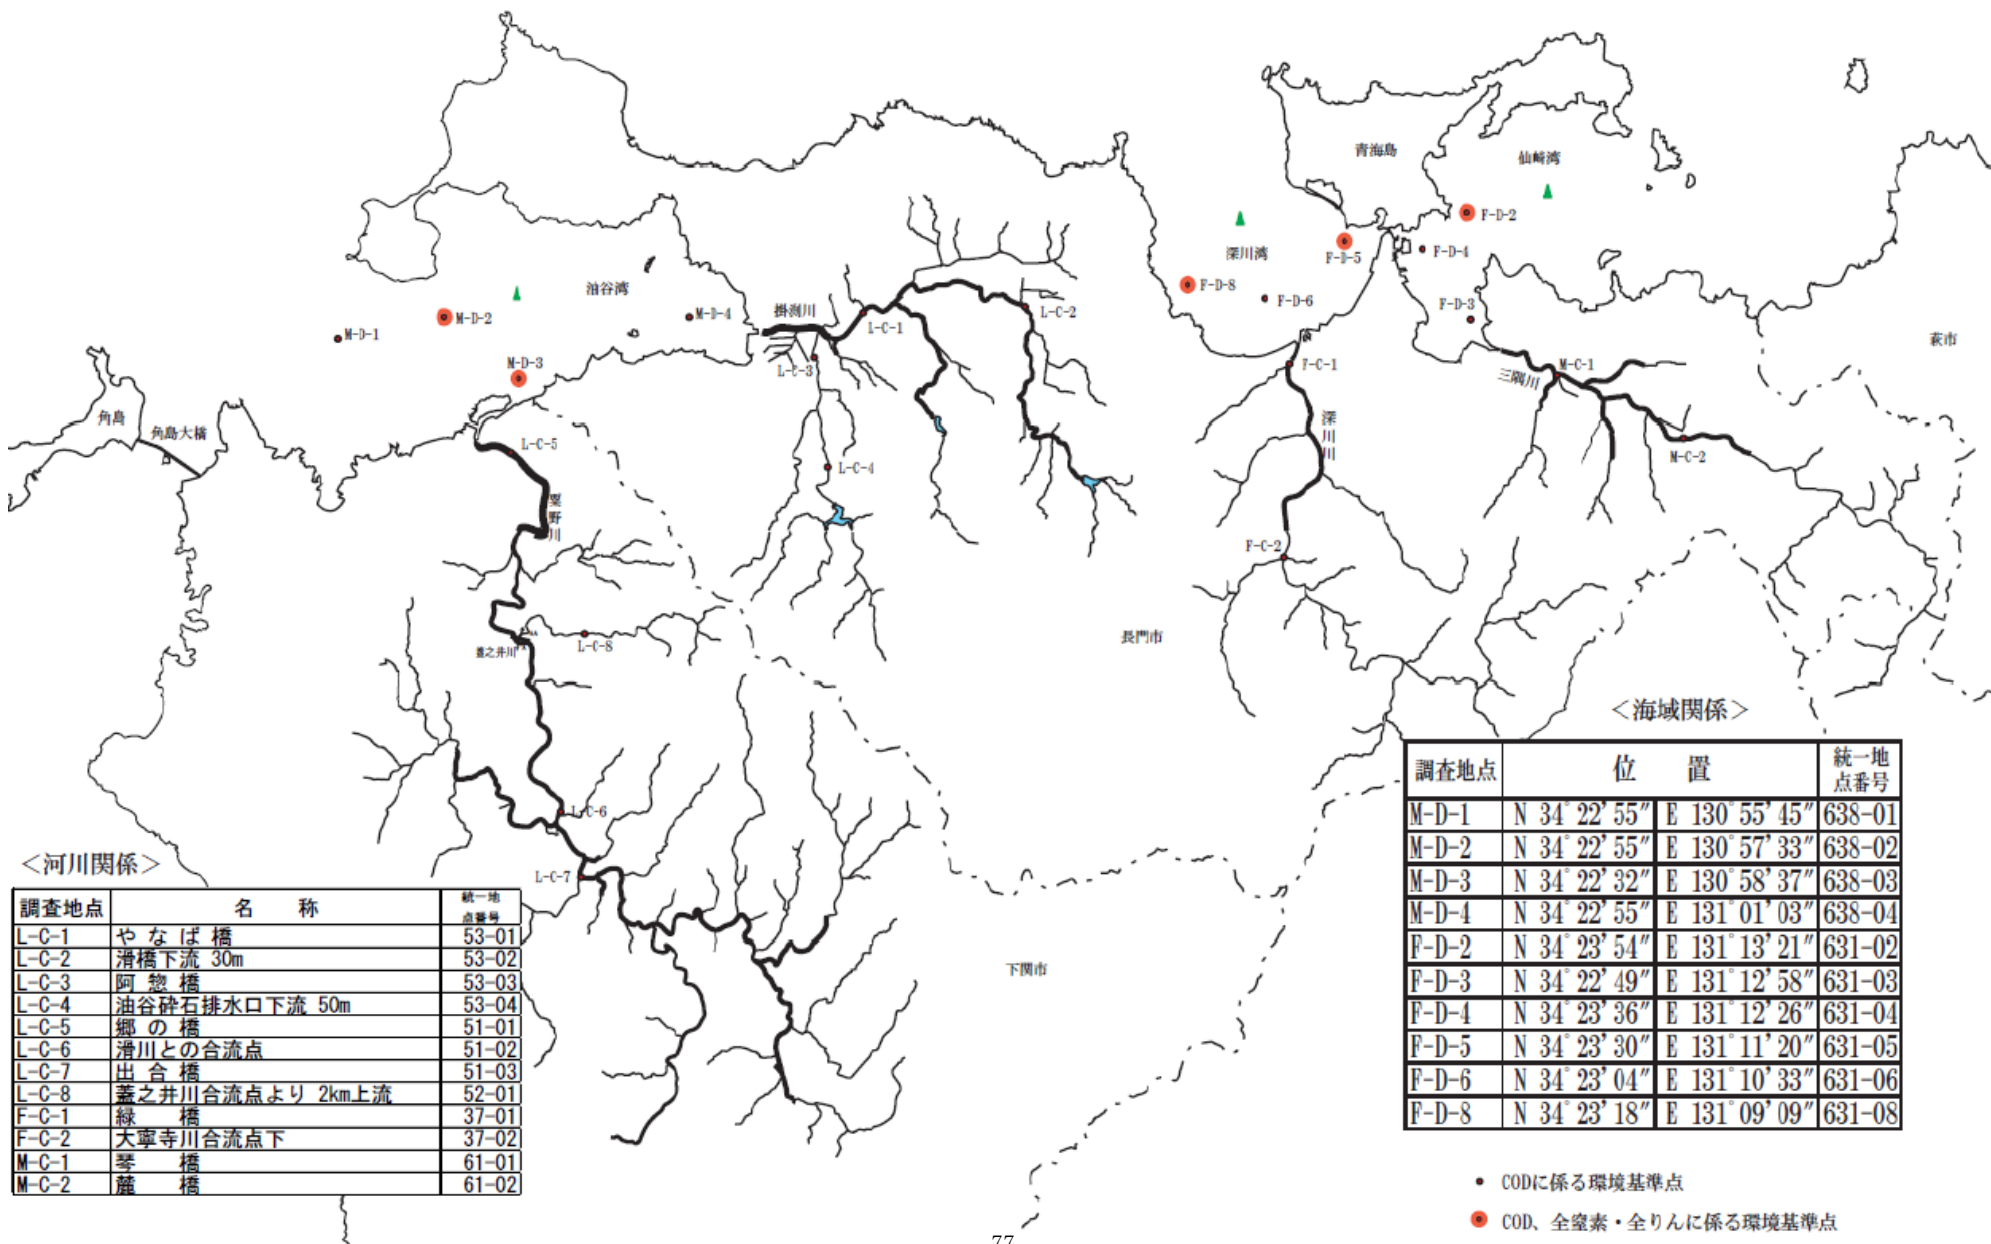 青海島
仙崎湾
F-D-2
深川湾
F-D-5
F-D-4
油谷湾
F-D-8
F-D-6
F-D-3
M-D-1
M-D-2
M-D-4
掛渕川
L-C-1
L-C-2
萩市
M-D-3
L-C-3
F-C-1
三隅川
M-C-1
角島
角島大橋
L-C-5
深川川
M-C-2
L-C-4
粟野川
F-C-2
蓋之井川
L-C-8
長門市
L-C-6
L-C-7
下関市
<海域関係>
調査地点 位 置 統一地点番号
M-D-1 N 34°22’55″ E 130°55’45″ 638-01
M-D-2 N 34°22’55″ E 130°57’33″ 638-02
M-D-3 N 34°22’32″ E 130°58’37″ 638-03
M-D-4 N 34°22’55″ E 131°01’03″ 638-04
F-D-2 N 34°23’54″ E 131°13’21″ 631-02
F-D-3 N 34°22’49″ E 131°12’58″ 631-03
F-D-4 N 34°23’36″ E 131°12’26″ 631-04
F-D-5 N 34°23’30″ E 131°11’20″ 631-05
F-D-6 N 34°23’04″ E 131°10’33″ 631-06
F-D-8 N 34°23’18″ E 131°09’09″ 631-08
<河川関係>
調査地点 名 称 統一地点番号
L-C-1 やなば橋 53-01
L-C-2 滑橋下流 30m 53-02
L-C-3 阿惣橋 53-03
L-C-4 油谷砕石排水口下流 50m 53-04
L-C-5 郷の橋 51-01
L-C-6 滑川との合流点 51-02
L-C-7 出合橋 51-03
L-C-8 蓋之井川合流点より 2km上流 52-01
F-C-1 緑 橋 37-01
F-C-2 大寧寺川合流点下 37-02
M-C-1 琴 橋 61-01
M-C-2 麓 橋 61-02
CODに係る環境基準点
COD、全窒素・全りんに係る環境基準点
77